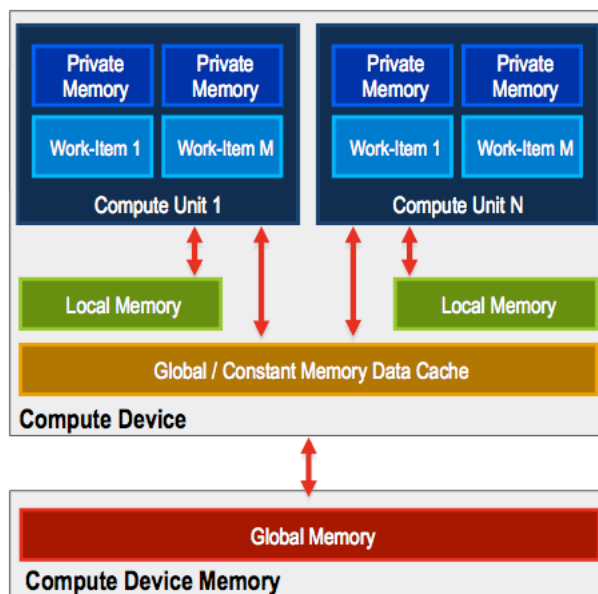 Private Memory
Private Memory
Private Memory
Private Memory
Work-Item 1
Work-Item M
Work-Item 1
Work-Item M
Compute Unit 1
Compute Unit N
Local Memory
Local Memory
Global / Constant Memory Data Cache
Compute Device
Global Memory
Compute Device Memory